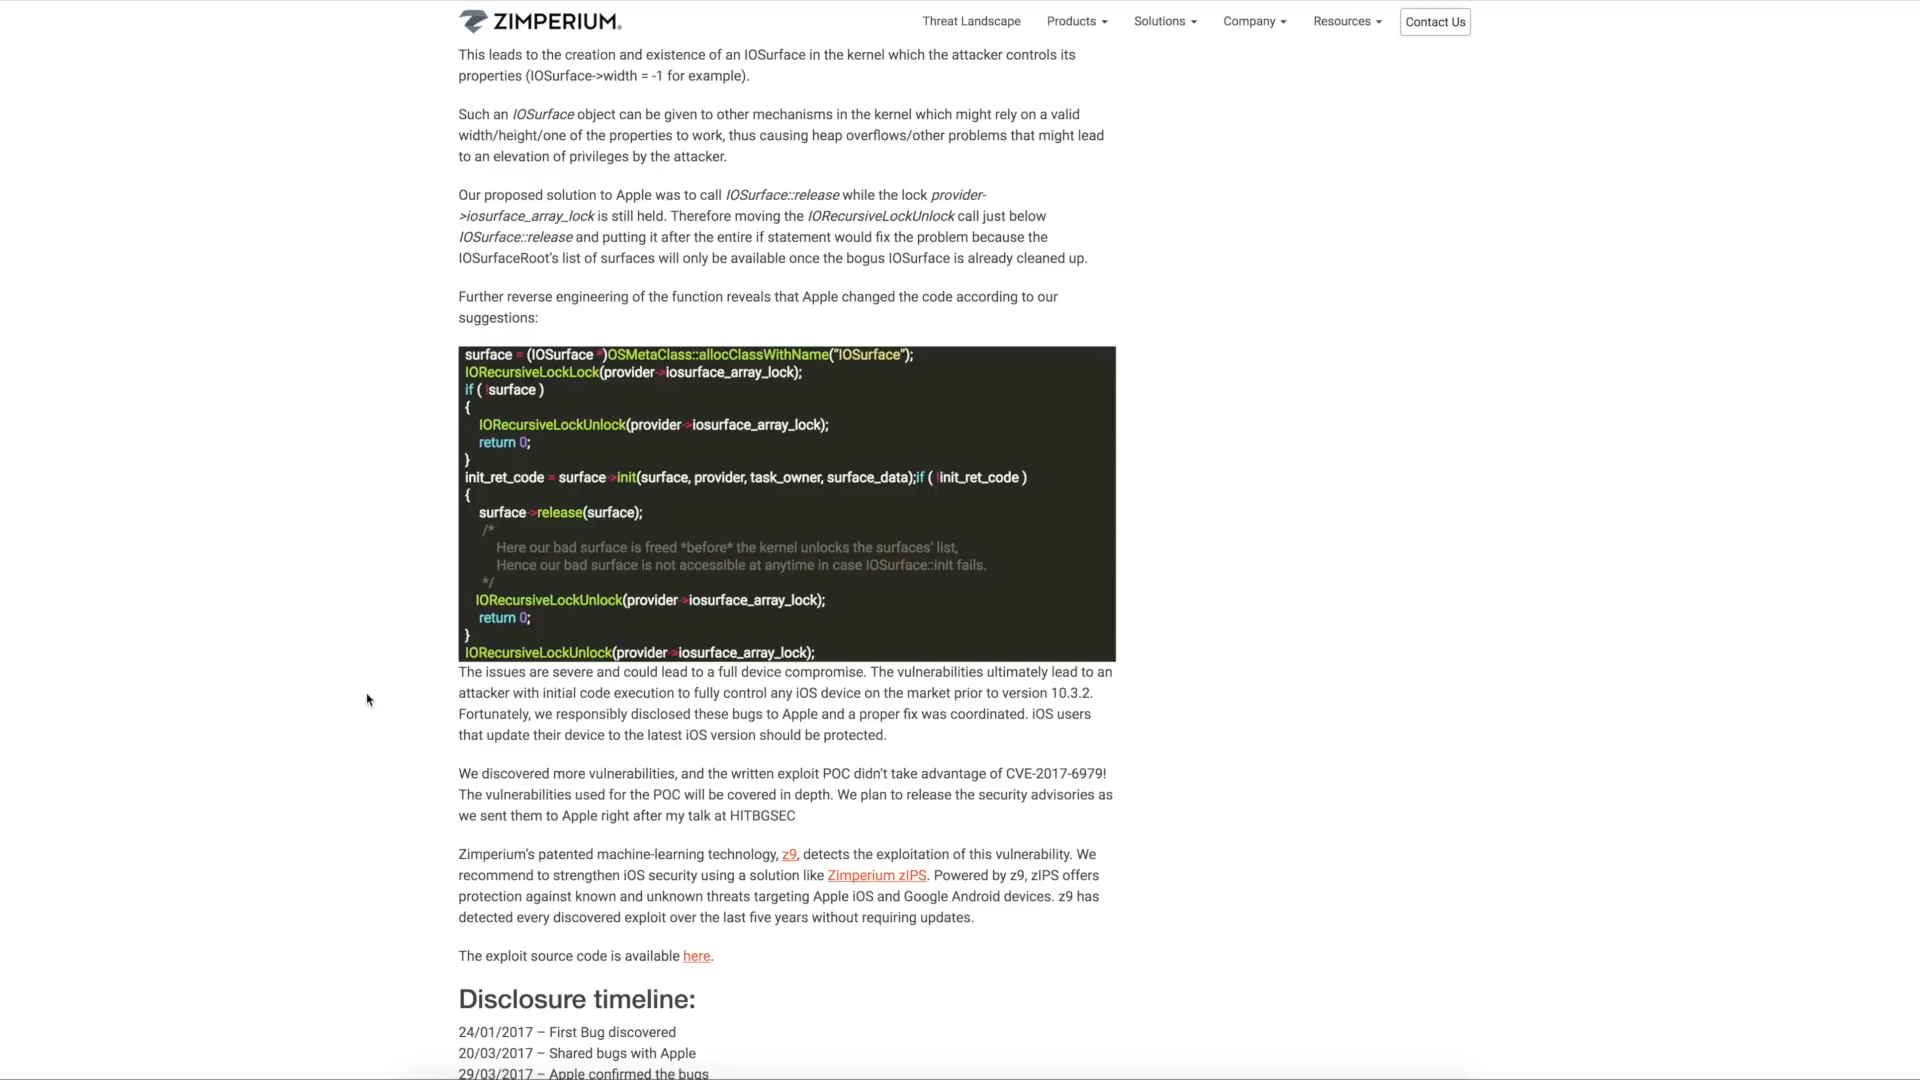 ZIMPERIUM.
Threat Landscape
Products
Solutions
Company
Resources
Contact Us
This leads to the creation and existence of an IOSurface in the kernel which the attacker controls its
properties (IOSurface->width = -1 for example).
Such an IOSurface object can be given to other mechanisms in the kernel which might rely on a valid
width/height/one of the properties to work, thus causing heap overflows/other problems that might lead
to an elevation of privileges by the attacker.
Our proposed solution to Apple was to call IOSurface::release while the lock provider-
>iosurface_array_lock is still held. Therefore moving the IORecursiveLockUnlock call just below
IOSurface::release and putting it after the entire if statement would fix the problem because the
IOSurfaceRoot's list of surfaces will only be available once the bogus IOSurface is already cleaned up.
Further reverse engineering of the function reveals that Apple changed the code according to our
suggestions:
surface = (IOSurface *)OSMetaClass::allocClassWithName("IOSurface");
IORecursiveLockLock(provider->iosurface_array_lock);
if ( !surface )
{
IORecursiveLockUnlock(provider->iosurface_array_lock);
return 0;
}
init_ret_code = surface->init(surface, provider, task_owner, surface_data);if ( !init_ret_code )
{
surface->release(surface);
/*
Here our bad surface is freed *before* the kernel unlocks the surfaces' list,
Hence our bad surface is not accessible at anytime in case IOSurface::init fails.
*/
IORecursiveLockUnlock(provider->iosurface_array_lock);
return 0;
}
IORecursiveLockUnlock(provider->iosurface_array_lock);
The issues are severe and could lead to a full device compromise. The vulnerabilities ultimately lead to an
attacker with initial code execution to fully control any iOS device on the market prior to version 10.3.2.
Fortunately, we responsibly disclosed these bugs to Apple and a proper fix was coordinated. iOS users
that update their device to the latest iOS version should be protected.
We discovered more vulnerabilities, and the written exploit POC didn't take advantage of CVE-2017-6979!
The vulnerabilities used for the POC will be covered in depth. We plan to release the security advisories as
we sent them to Apple right after my talk at HITBGSEC
Zimperium's patented machine-learning technology, z9, detects the exploitation of this vulnerability. We
recommend to strengthen iOS security using a solution like Zimperium zIPS. Powered by z9, zIPS offers
protection against known and unknown threats targeting Apple iOS and Google Android devices. z9 has
detected every discovered exploit over the last five years without requiring updates.
The exploit source code is available here.
Disclosure timeline:
24/01/2017 – First Bug discovered
20/03/2017 – Shared bugs with Apple
29/03/2017 – Apple confirmed the bugs